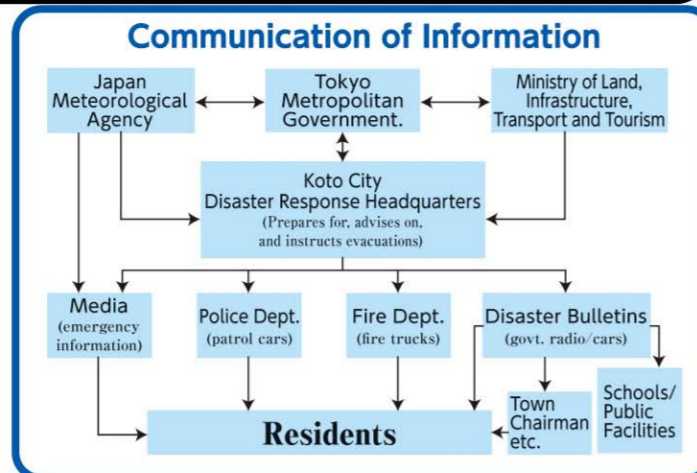 Communication of Information
Japan
Meteorological
Agency
Tokyo
Metropolitan
Government.
Ministry of Land,
Infrastructure,
Transport and Tourism
Koto City
Disaster Response Headquarters
(Prepares for, advises on,
and instructs evacuations)
Media
(emergency
information)
Police Dept.
(patrol cars)
Fire Dept.
(fire trucks)
Disaster Bulletins
(govt. radio/cars)
Residents
Town
Chairman
etc.
Schools/
Public
Facilities